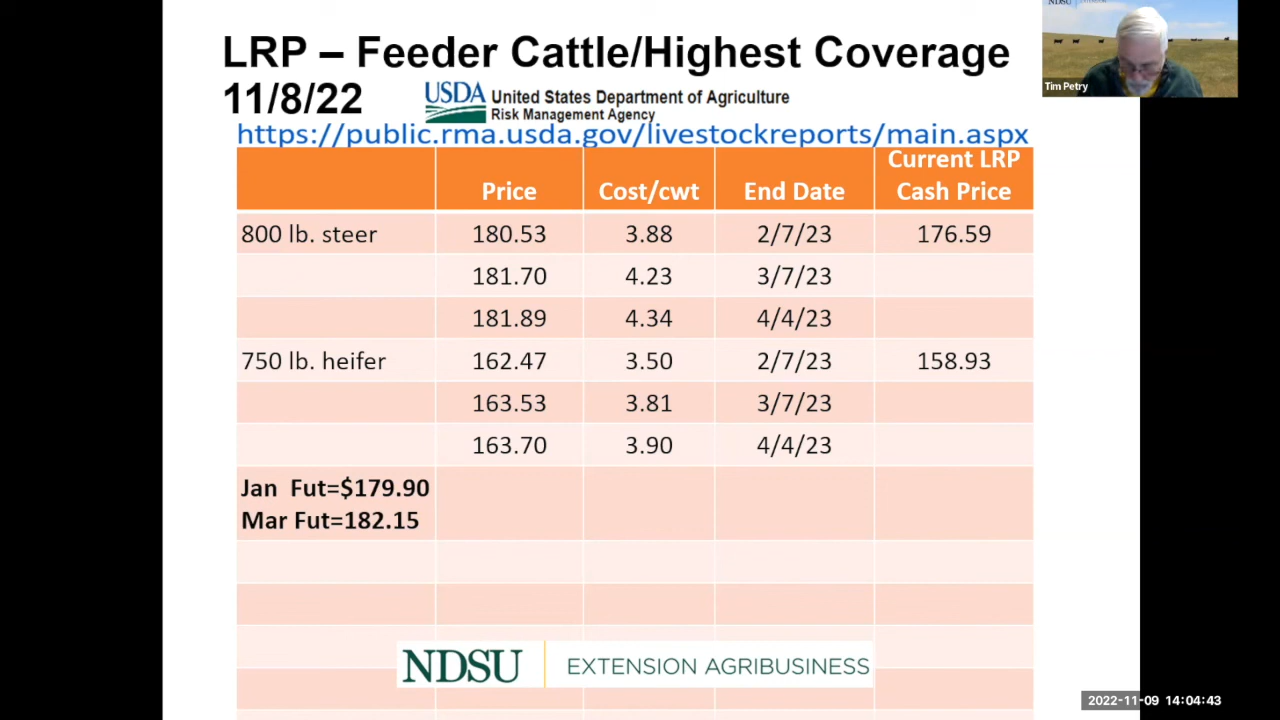 LRP – Feeder Cattle/Highest Coverage
11/8/22
USDA United States Department of Agriculture
Risk Management Agency
https://public.rma.usda.gov/livestockreports/main.aspx
Price Cost/cwt End Date Current LRP Cash Price
800 lb. steer 180.53 3.88 2/7/23 176.59
181.70 4.23 3/7/23
181.89 4.34 4/4/23
750 lb. heifer 162.47 3.50 2/7/23 158.93
163.53 3.81 3/7/23
163.70 3.90 4/4/23
Jan Fut=$179.90
Mar Fut=182.15
NDSU EXTENSION AGRIBUSINESS
NDSU
Tim Petry
2022-11-09 14:04:43